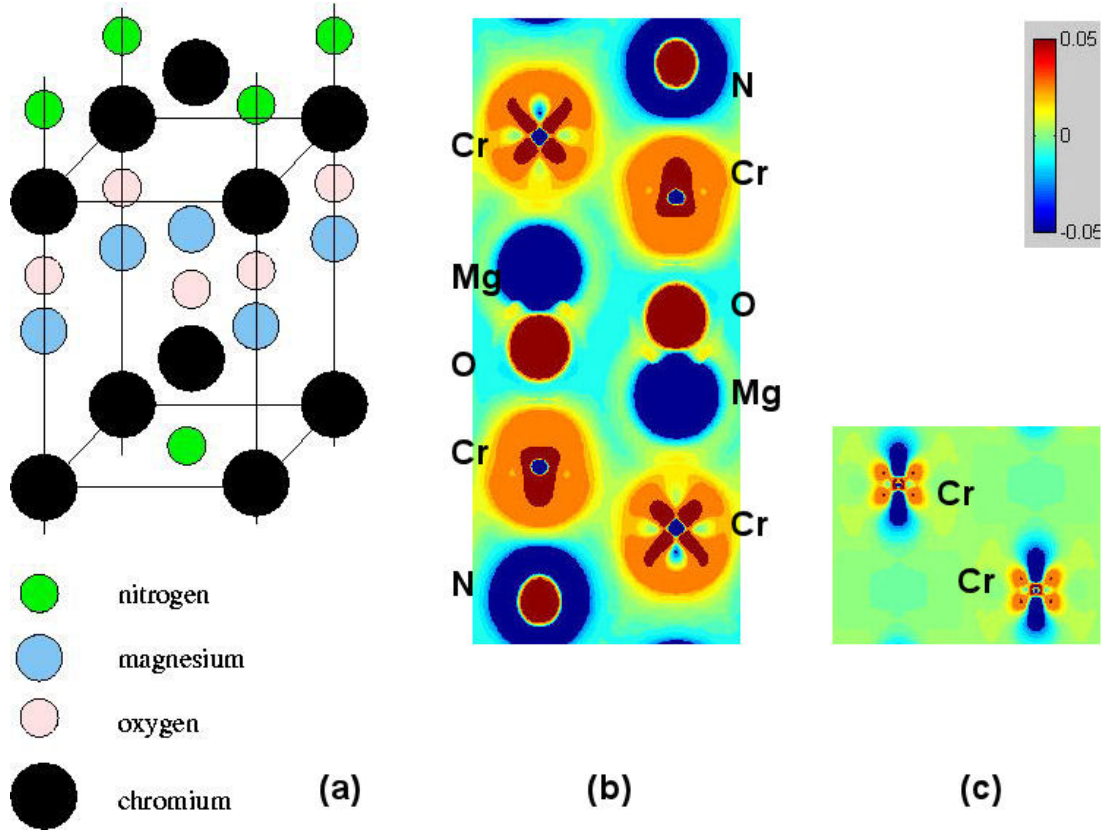 nitrogen
magnesium
oxygen
chromium
(a)
N
Cr
Cr
Mg
O
O
Mg
Cr
Cr
N
(b)
0.05
0
-0.05
Cr
Cr
(c)